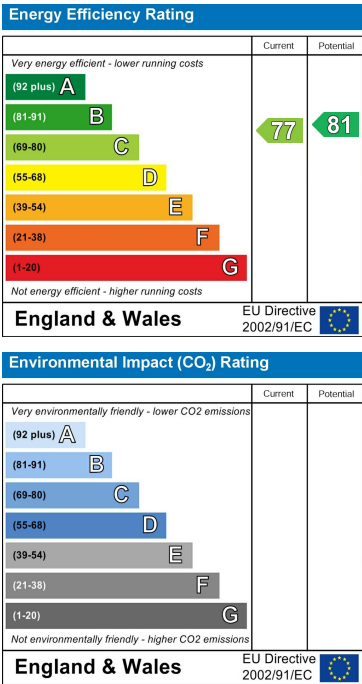 Energy Efficiency Rating
Current Potential
Very energy efficient - lower running costs
(92 plus) A
(81-91) B
(69-80) C
(55-68) D
(39-54) E
(21-38) F
(1-20) G
77 81
Not energy efficient - higher running costs
England & Wales
EU Directive
2002/91/EC
Environmental Impact (CO₂) Rating
Current Potential
Very environmentally friendly - lower CO2 emissions
(92 plus) A
(81-91) B
(69-80) C
(55-68) D
(39-54) E
(21-38) F
(1-20) G
Not environmentally friendly - higher CO2 emissions
England & Wales
EU Directive
2002/91/EC